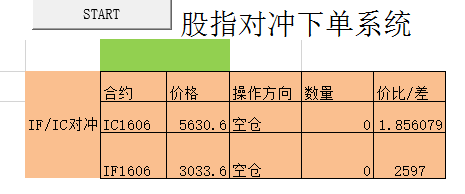 START
股指对冲下单系统
合约 价格 操作方向 数量 价比/差
IF/IC对冲 IC1606 5630.6 空仓 0 1.856079
IF1606 3033.6 空仓 0 2597